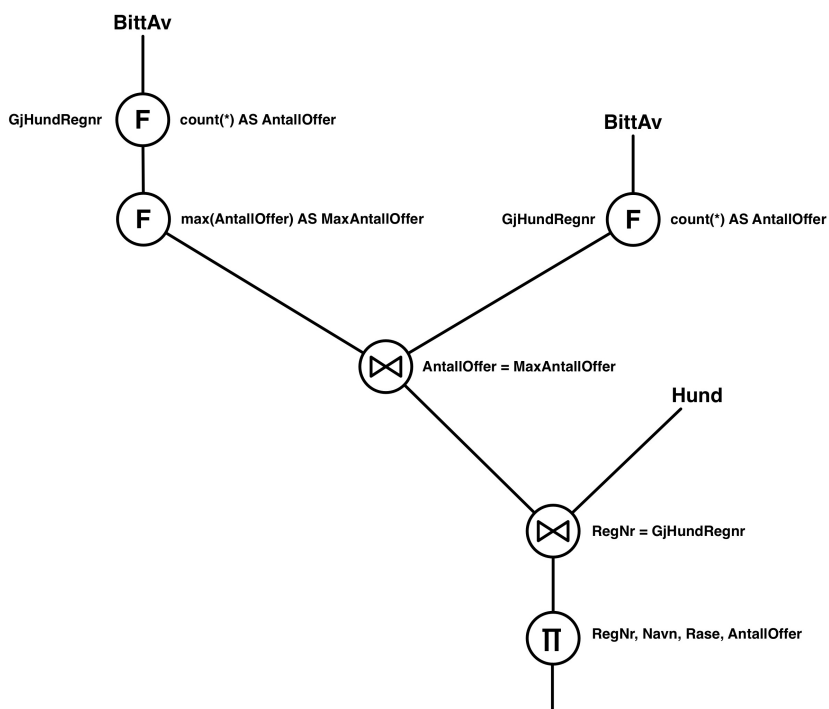 BittAv
GjHundRegnr F count(*) AS AntallOffer
BittAv
F max(AntallOffer) AS MaxAntallOffer
GjHundRegnr F count(*) AS AntallOffer
⋈ AntallOffer = MaxAntallOffer
Hund
⋈ RegNr = GjHundRegnr
π RegNr, Navn, Rase, AntallOffer